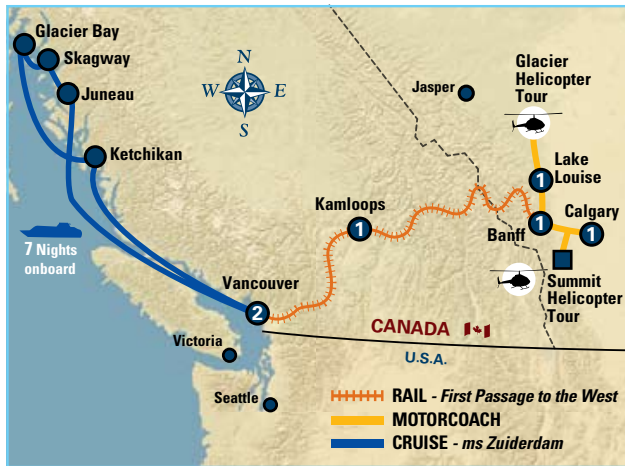 Glacier Bay
Skagway
Juneau
Ketchikan
7 Nights
onboard
N
W E
S
Jasper
Glacier
Helicopter
Tour
Lake
Louise
1
Kamloops
1
Banff
1
Calgary
1
Summit
Helicopter
Tour
Vancouver
2
CANADA
U.S.A.
Victoria
Seattle
RAIL - First Passage to the West
MOTORCOACH
CRUISE - ms Zuiderdam